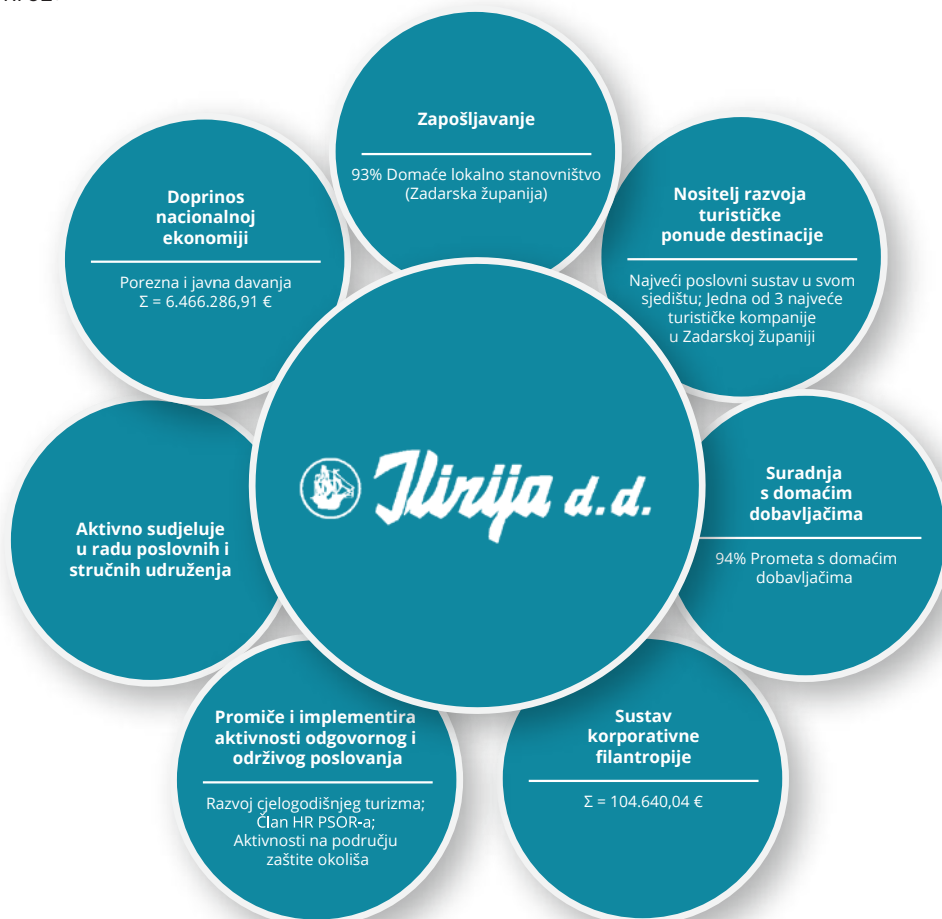 Zapošljavanje
93% Domaće lokalno stanovništvo
(Zadarska županija)
Nositelj razvoja
turističke
ponude destinacije
Najveći poslovni sustav u svom
sjedištu; Jedna od 3 najveće
turističke kompanije
u Zadarskoj županiji
Suradnja
s domaćim
dobavljačima
94% Prometa s domaćim
dobavljačima
Sustav
korporativne
filantropije
Σ = 104.640,04 €
Promiče i implementira
aktivnosti odgovornog i
održivog poslovanja
Razvoj cjelogodišnjeg turizma;
Član HR PSOR-a;
Aktivnosti na području
zaštite okoliša
Aktivno sudjeluje
u radu poslovnih i
stručnih udruženja
Doprinos
nacionalnoj
ekonomiji
Porezna i javna davanja
Σ = 6.466.286,91 €
Ilirija d.d.